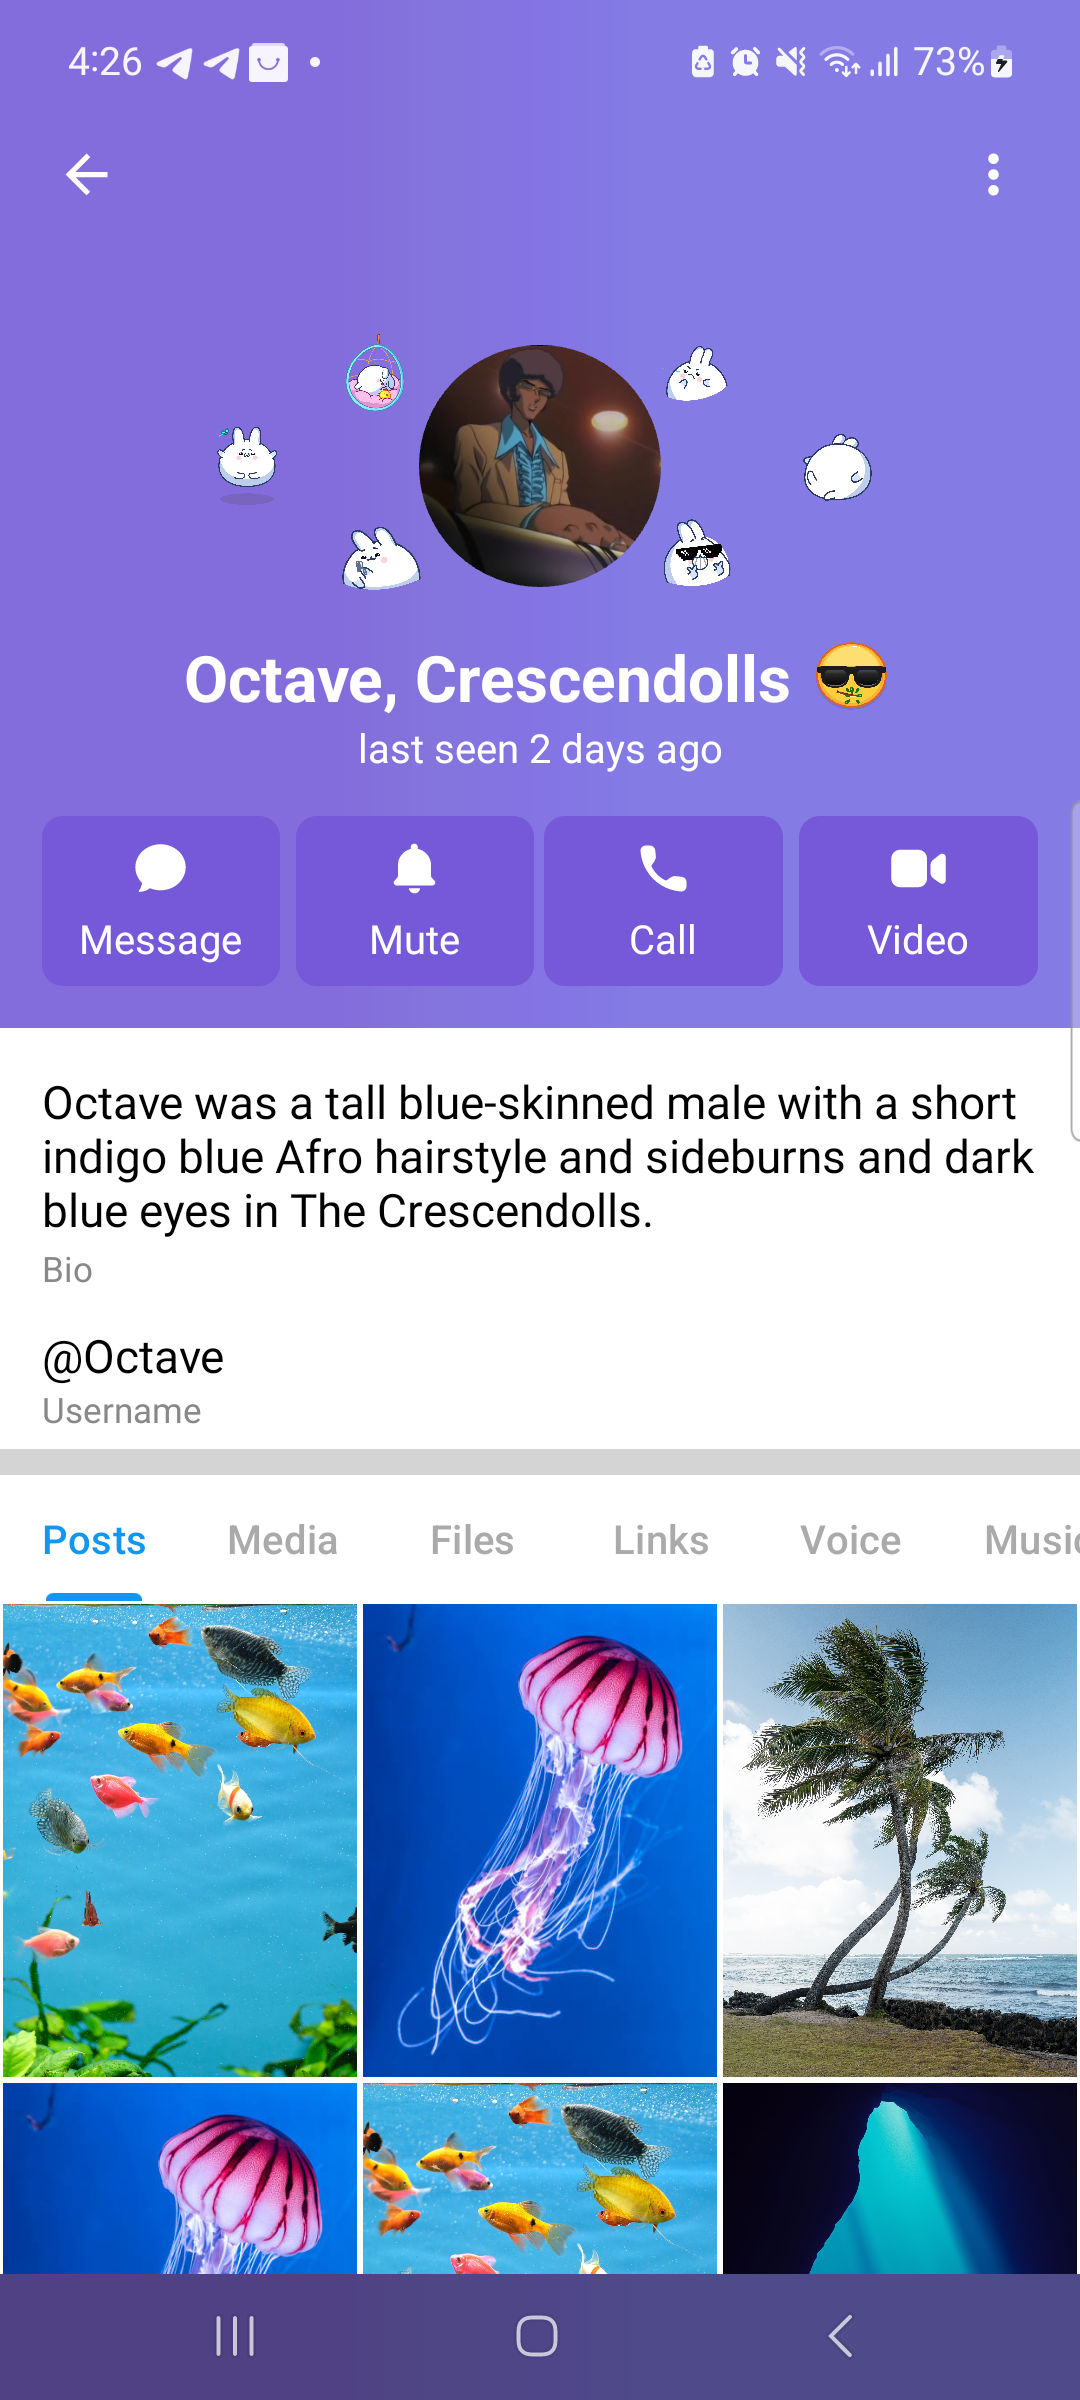 4:26
73%
Octave, Crescendolls
last seen 2 days ago
Message
Mute
Call
Video
Octave was a tall blue-skinned male with a short
indigo blue Afro hairstyle and sideburns and dark
blue eyes in The Crescendolls.
Bio
@Octave
Username
Posts
Media
Files
Links
Voice
Music